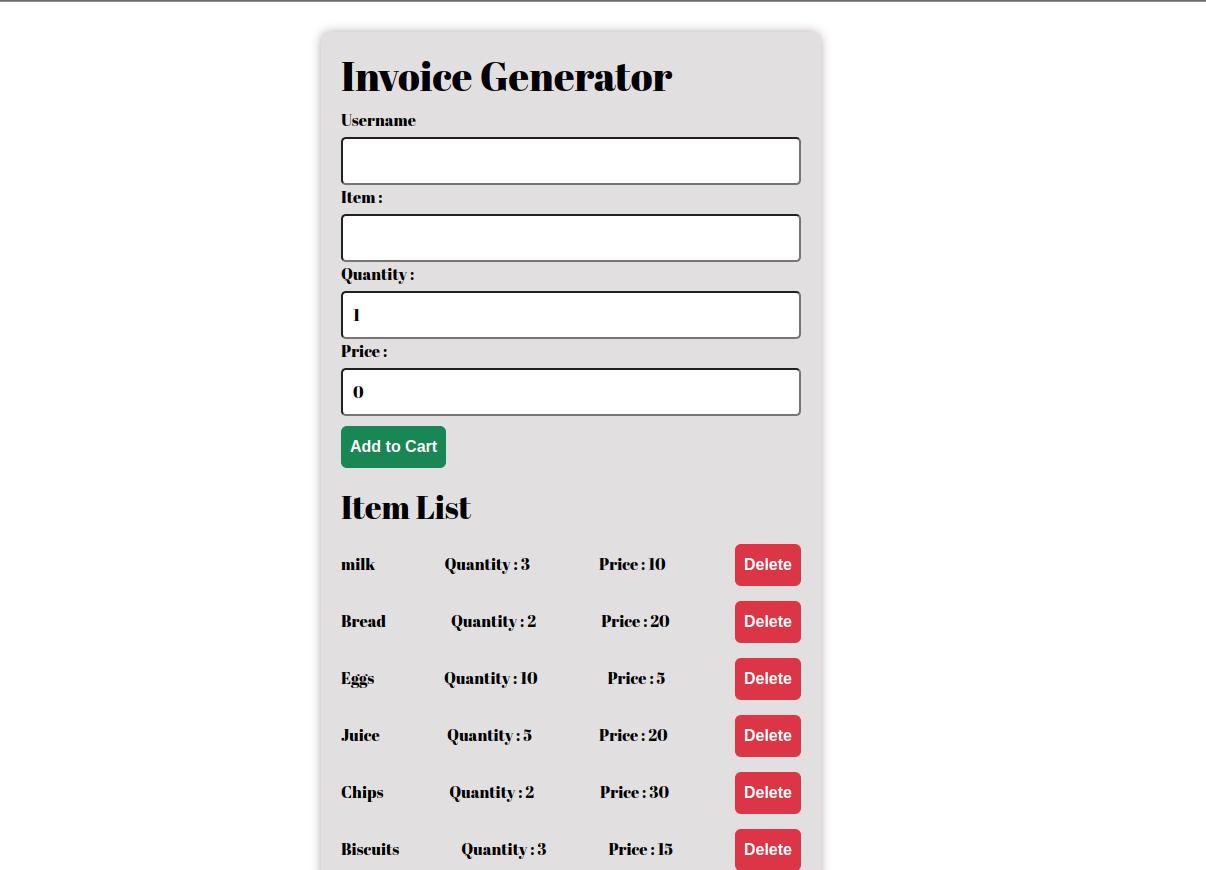 Invoice Generator
Username
Item :
Quantity :
1
Price :
0
Add to Cart
Item List
milk Quantity : 3 Price : 10 Delete
Bread Quantity : 2 Price : 20 Delete
Eggs Quantity : 10 Price : 5 Delete
Juice Quantity : 5 Price : 20 Delete
Chips Quantity : 2 Price : 30 Delete
Biscuits Quantity : 3 Price : 15 Delete